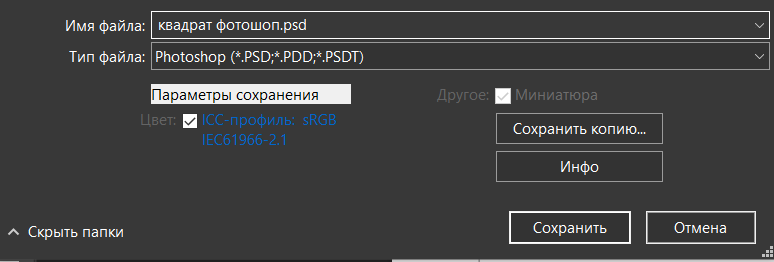 Имя файла: квадрат фотошоп.psd
Тип файла: Photoshop (*.PSD;*.PDD;*.PSDT)
Параметры сохранения
Другое: Миниатюра
Цвет: ICC-профиль: sRGB
IEC61966-2.1
Сохранить копию...
Инфо
Скрыть папки
Сохранить
Отмена